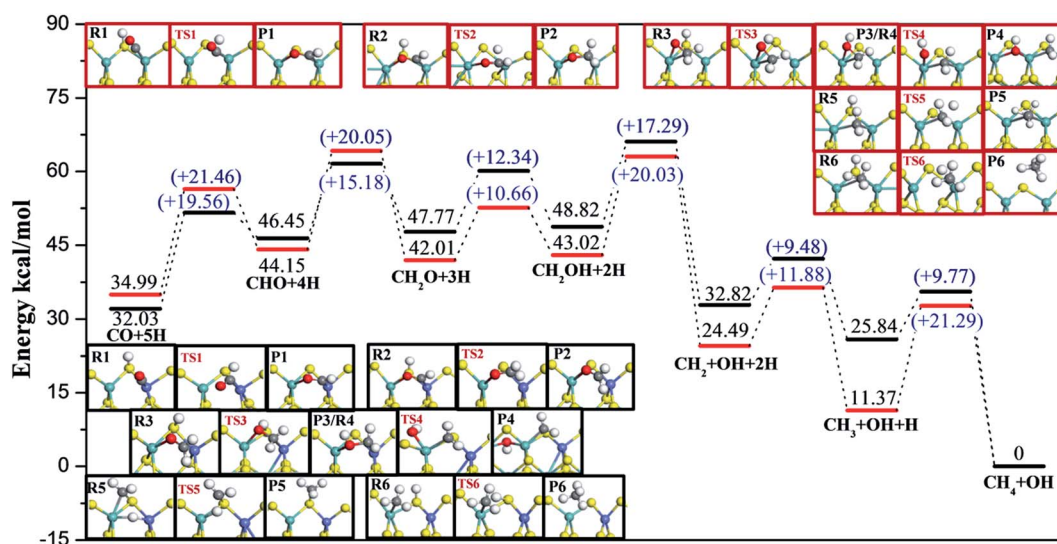 90
75
60
45
30
15
0
-15
Energy kcal/mol
R1 TS1 P1
R2 TS2 P2
R3 TS3 P3/R4 TS4 P4
R5 TS5 P5
R6 TS6 P6
34.99
32.03
CO+5H
(+21.46)
(+19.56)
46.45
44.15
CHO+4H
(+20.05)
(+15.18)
47.77
42.01
CH₂O+3H
(+12.34)
(+10.66)
48.82
43.02
CH₂OH+2H
(+17.29)
(+20.03)
32.82
24.49
CH₂+OH+2H
(+9.48)
(+11.88)
25.84
11.37
CH₃+OH+H
(+9.77)
(+21.29)
0
CH₄+OH
R1 TS1 P1
R2 TS2 P2
R3 TS3 P3/R4 TS4 P4
R5 TS5 P5
R6 TS6 P6